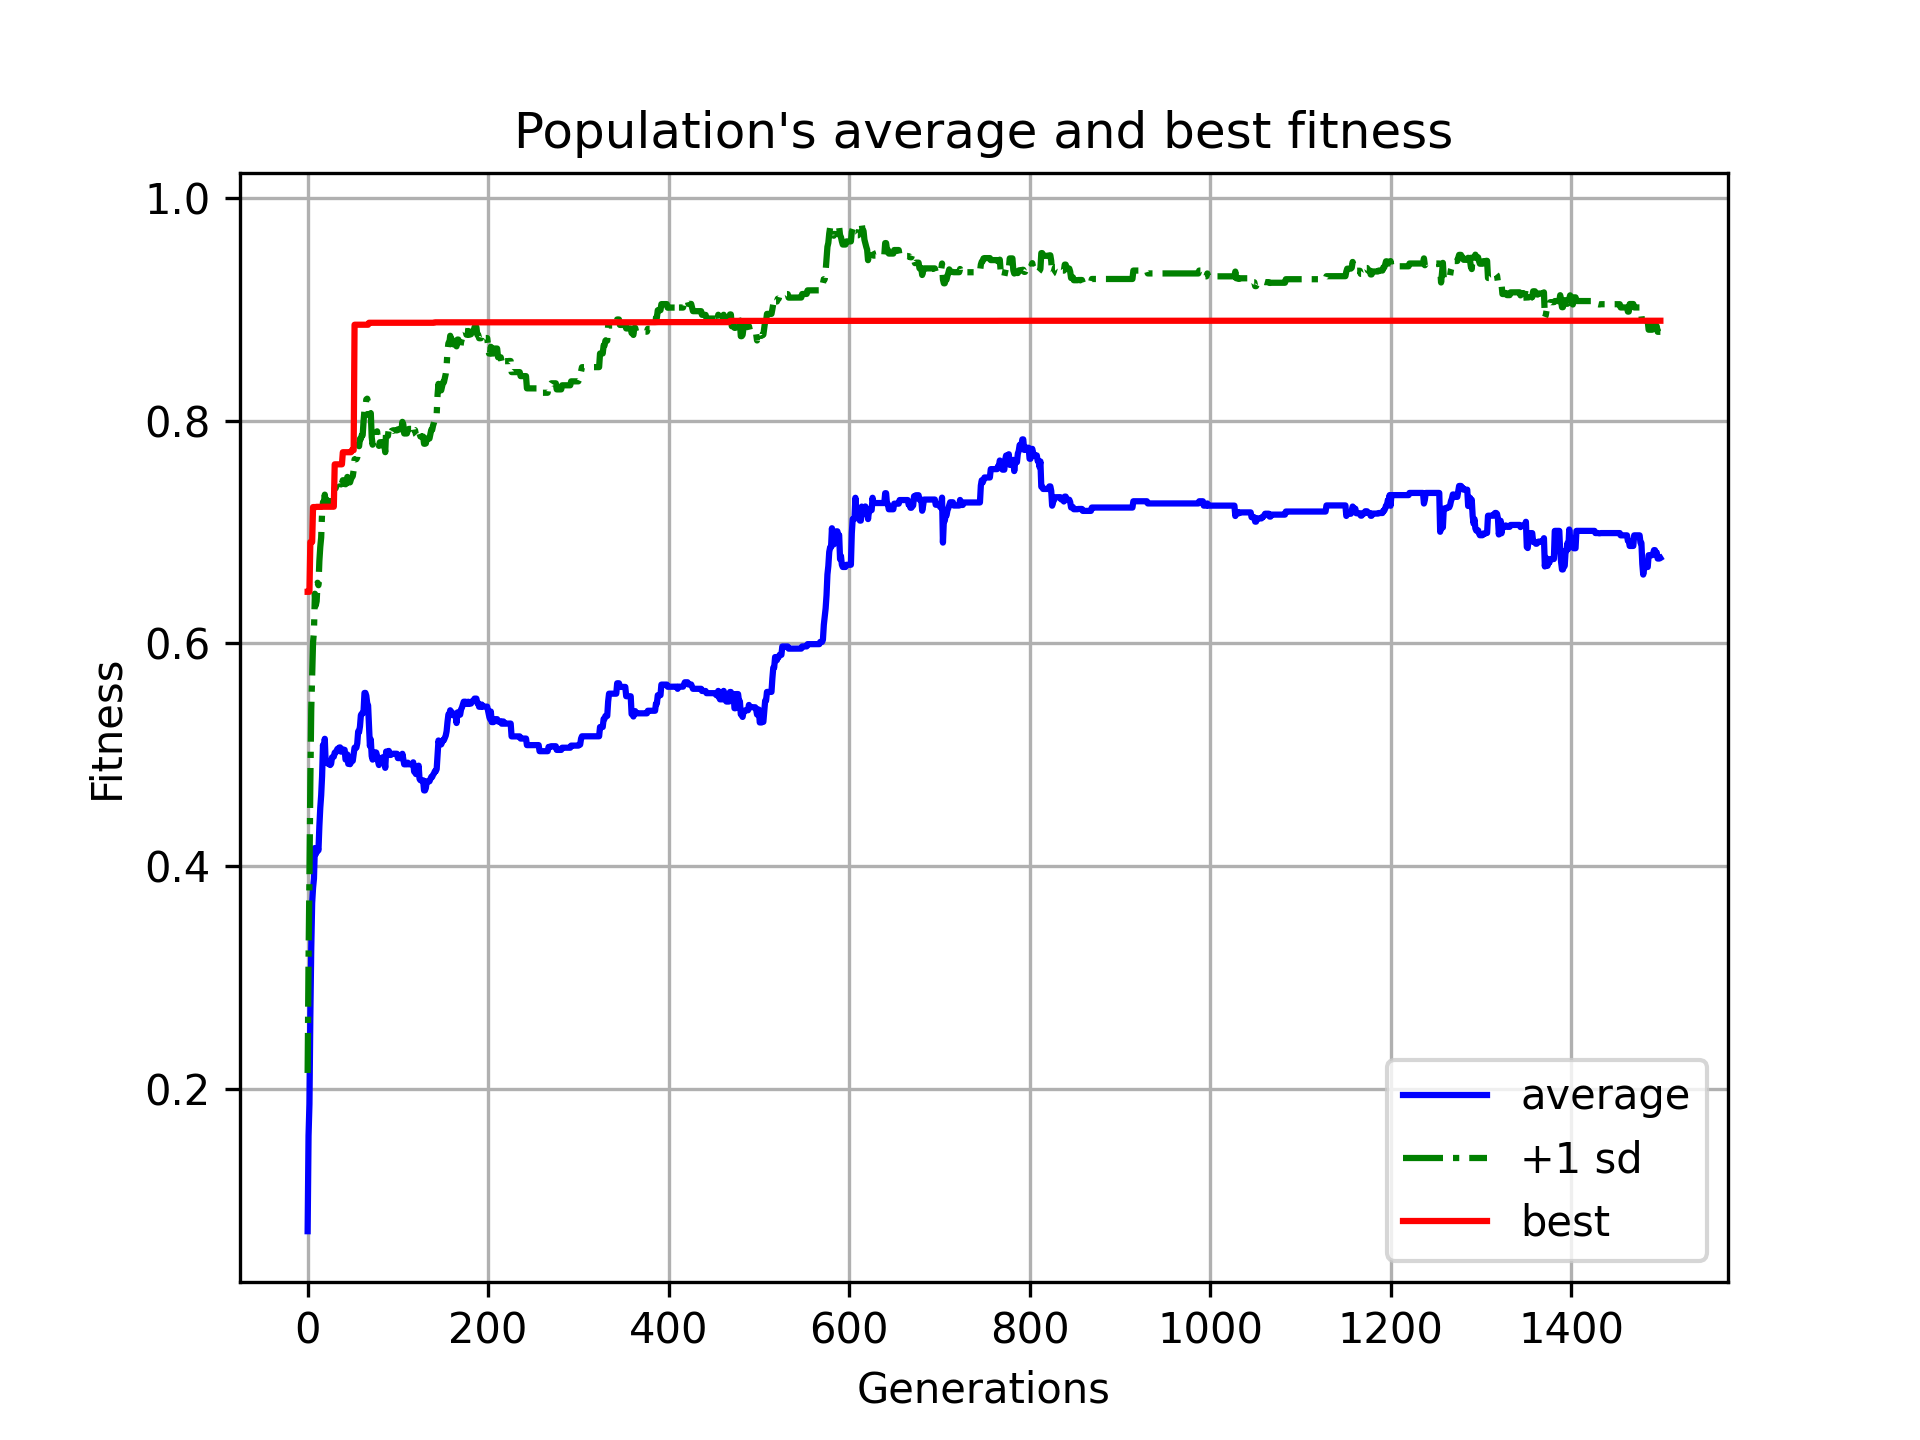 Population's average and best fitness
1.0
0.8
0.6
0.4
0.2
Fitness
0 200 400 600 800 1000 1200 1400
Generations
average
+1 sd
best